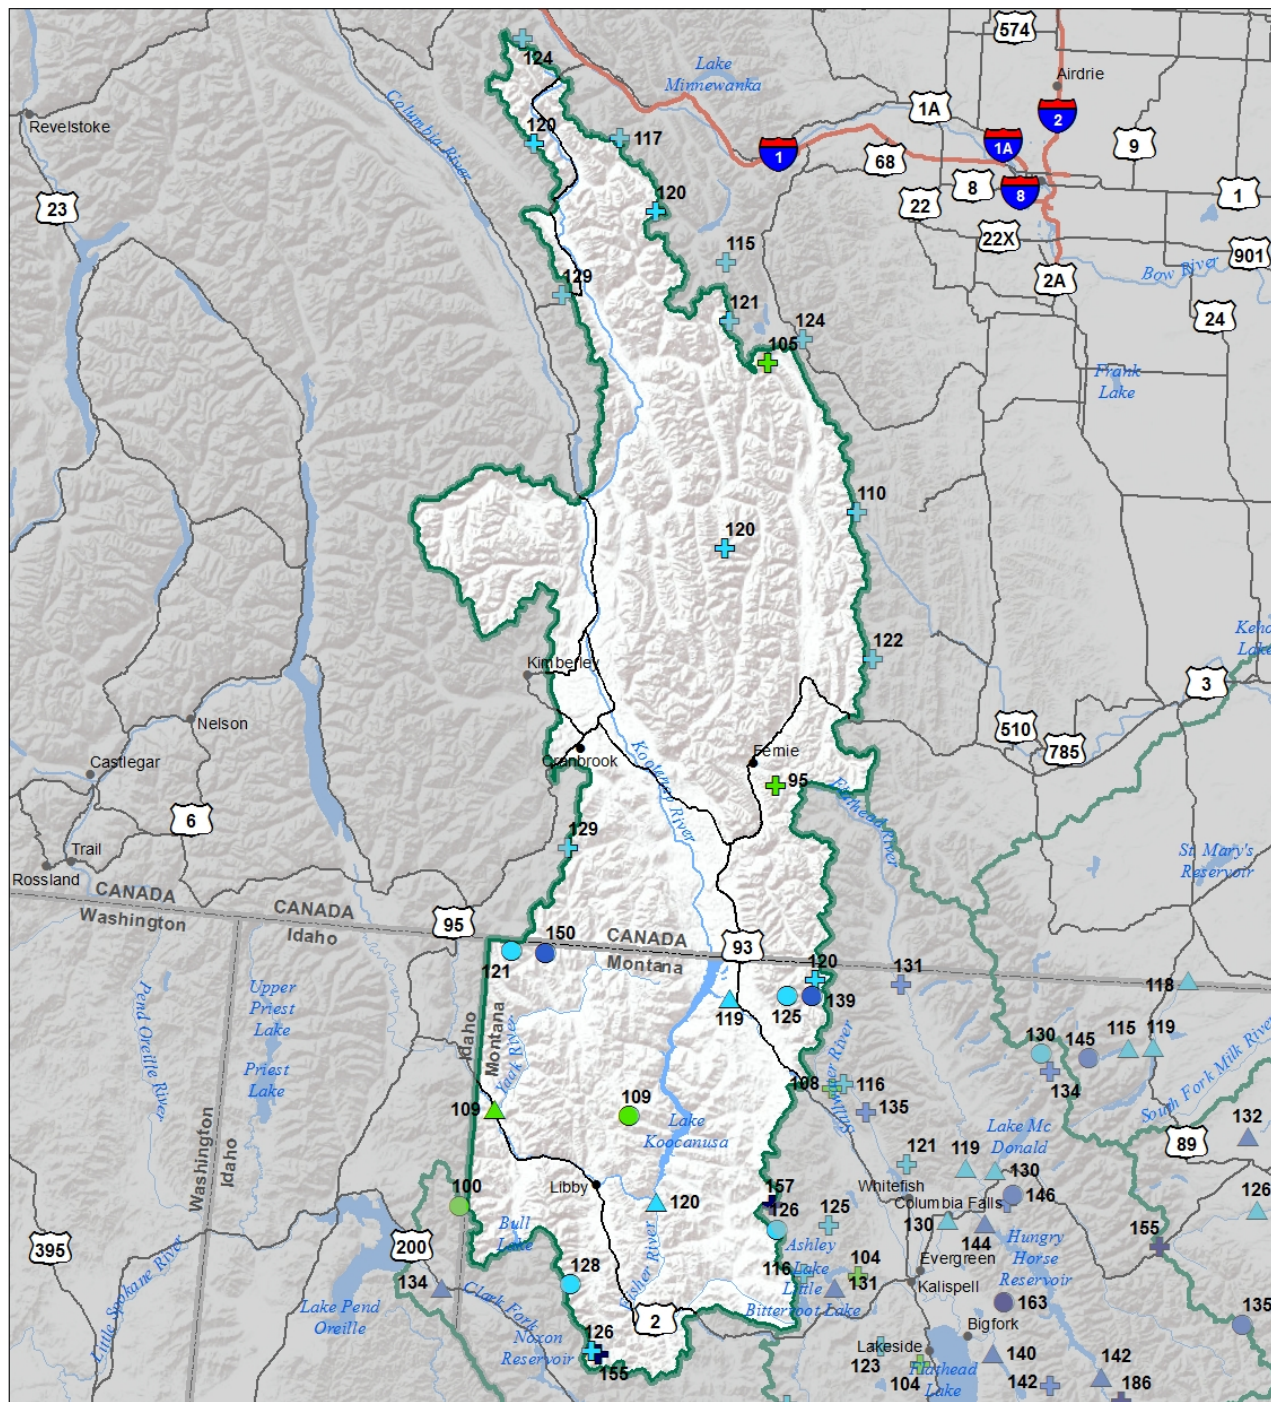 574
124
Lake
Minnewanka
Airdrie
Revelstoke
Columbia River
120
117
1A
2
1
68
1A
9
23
120
8
8
1
22
22X
901
115
2A
Bow River
129
121
124
24
105
Frank
Lake
110
120
122
Kimberley
3
Nelson
510
785
Castlegar
Fernie
Cranbrook
Kootenay River
95
Flathead River
6
Trail
129
Rossland
St. Mary's
Reservoir
CANADA
Washington
CANADA
Idaho
95
150
CANADA
Montana
93
121
120
131
118
Pend Oreille River
Upper
Priest
Lake
119
125
139
Idaho
Montana
Yack River
130
145
115
119
Priest
Lake
108
116
134
South Fork Milk River
109
109
135
Lake
Koocanusa
Lake Mc
Donald
132
Washington
Idaho
89
121
119
130
100
Libby
120
157
Whitefish
Columbia Falls
146
126
126
125
130
144
Bull
Lake
Hungry
Horse
Reservoir
155
395
200
Ashley
Lake
Little
Bitterroot Lake
Evergreen
Little Spokane River
134
128
Fisher River
116
104
131
Kalispell
Clark Fork
163
135
Lake Pend
Oreille
2
Bigfork
Noxon
Reservoir
126
155
Lakeside
123
140
104
Flathead
Lake
142
142
186